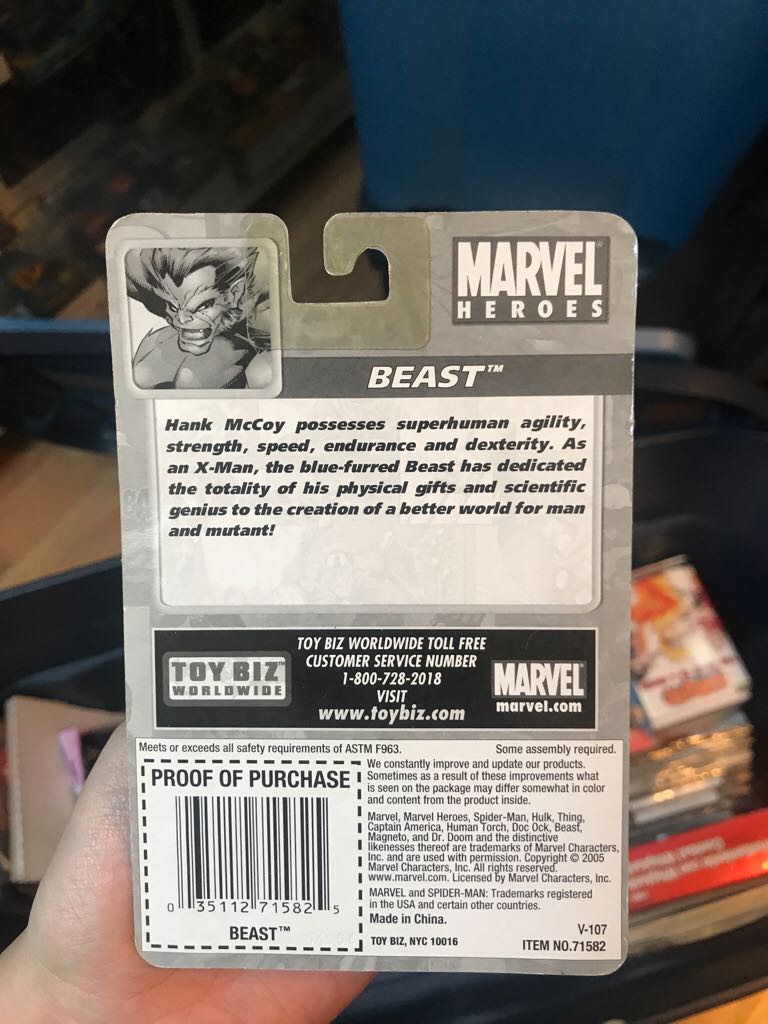 MARVEL
HEROES
BEAST™
Hank McCoy possesses superhuman agility,
strength, speed, endurance and dexterity. As
an X-Man, the blue-furred Beast has dedicated
the totality of his physical gifts and scientific
genius to the creation of a better world for man
and mutant!
TOY BIZ™
WORLDWIDE
TOY BIZ WORLDWIDE TOLL FREE
CUSTOMER SERVICE NUMBER
1-800-728-2018
VISIT
www.toybiz.com
MARVEL
marvel.com
Meets or exceeds all safety requirements of ASTM F963.
Some assembly required.
PROOF OF PURCHASE
0 35112 71582 5
BEAST™
We constantly improve and update our products.
Sometimes as a result of these improvements what
is seen on the package may differ somewhat in color
and content from the product inside.
Marvel, Marvel Heroes, Spider-Man, Hulk, Thing,
Captain America, Human Torch, Doc Ock, Beast,
Magneto, and Dr. Doom and the distinctive
likenesses thereof are trademarks of Marvel Characters,
Inc. and are used with permission. Copyright © 2005
Marvel Characters, Inc. All rights reserved.
www.marvel.com. Licensed by Marvel Characters, Inc.
MARVEL and SPIDER-MAN: Trademarks registered
in the USA and certain other countries.
Made in China.
TOY BIZ, NYC 10016
V-107
ITEM NO.71582